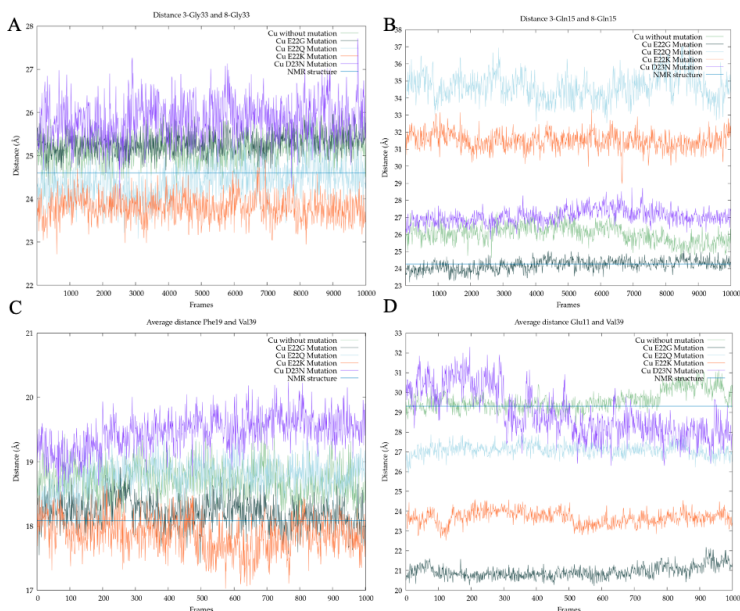 A
Distance 3-Gly33 and 8-Gly33
Cu without mutation
Cu E22G Mutation
Cu E22Q Mutation
Cu E22K Mutation
Cu D23N Mutation
NMR structure
Distance (Å)
28
27
26
25
24
23
22
1000 2000 3000 4000 5000 6000 7000 8000 9000 10000
Frames
B
Distance 3-Gln15 and 8-Gln15
Cu without mutation
Cu E22G Mutation
Cu E22Q Mutation
Cu E22K Mutation
Cu D23N Mutation
NMR structure
Distance (Å)
38
37
36
35
34
33
32
31
30
29
28
27
26
25
24
23
1000 2000 3000 4000 5000 6000 7000 8000 9000 10000
Frames
C
Average distance Phe19 and Val39
Cu without mutation
Cu E22G Mutation
Cu E22Q Mutation
Cu E22K Mutation
Cu D23N Mutation
NMR structure
Distance (Å)
21
20
19
18
17
100 200 300 400 500 600 700 800 900 1000
Frames
D
Average distance Glu11 and Val39
Cu without mutation
Cu E22G Mutation
Cu E22Q Mutation
Cu E22K Mutation
Cu D23N Mutation
NMR structure
Distance (Å)
33
32
31
30
29
28
27
26
25
24
23
22
21
20
0 100 200 300 400 500 600 700 800 900 1000
Frames